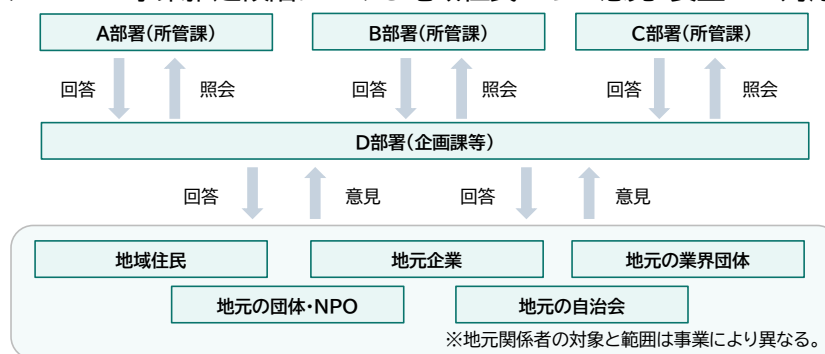 A部署(所管課) B部署(所管課) C部署(所管課)
回答 照会 回答 照会 回答 照会
D部署(企画課等)
回答 意見 回答 意見
地域住民 地元企業 地元の業界団体
地元の団体・NPO 地元の自治会
※地元関係者の対象と範囲は事業により異なる。